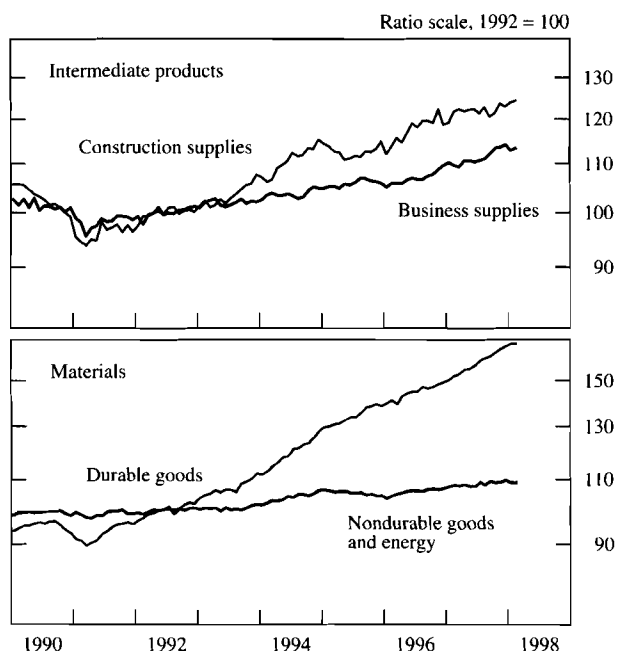 Ratio scale, 1992 = 100
Intermediate products
130
120
Construction supplies
110
Business supplies
100
90
Materials
150
130
Durable goods
110
Nondurable goods
and energy
90
1990 1992 1994 1996 1998